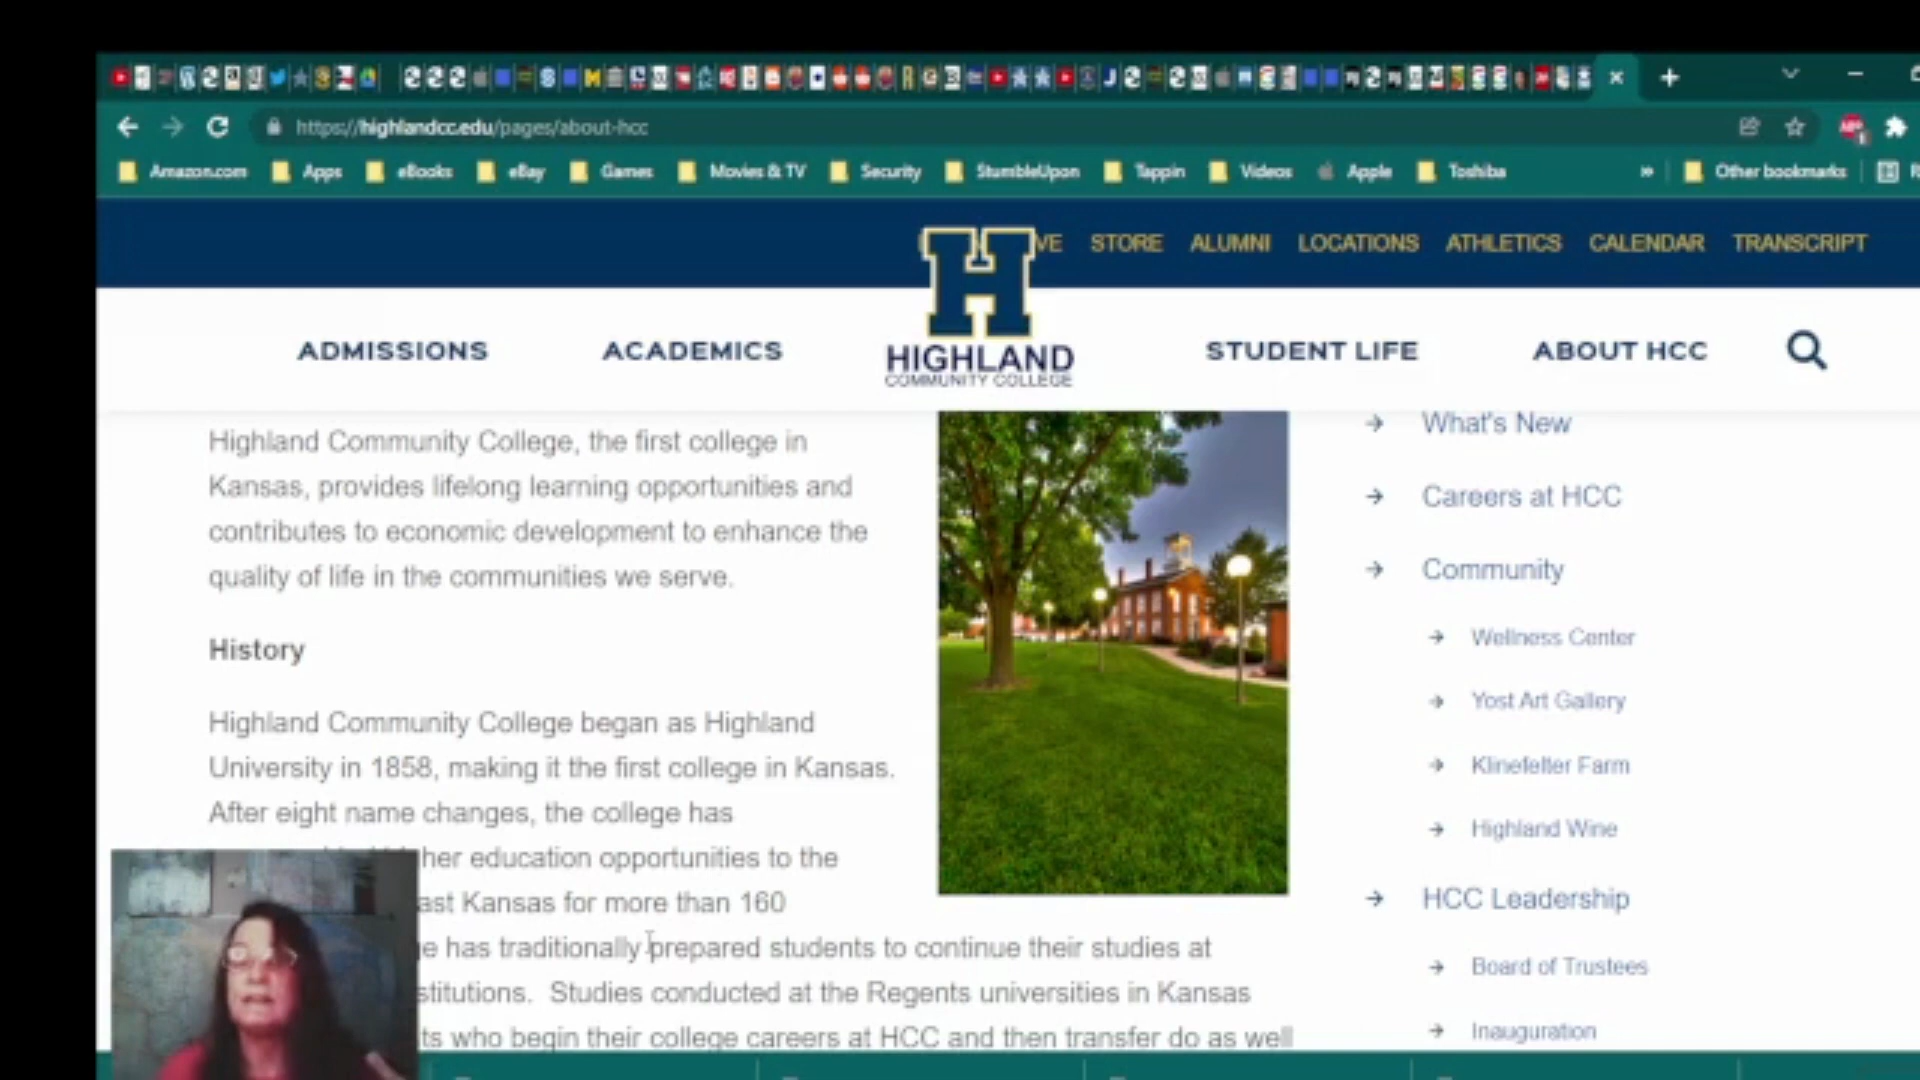 https://highlandcc.edu/pages/about-hcc
Amazon.com Apps eBooks eBay Games Movies & TV Security StumbleUpon Tappin Videos Apple Toshiba » Other bookmarks
VE STORE ALUMNI LOCATIONS ATHLETICS CALENDAR TRANSCRIPT
H
ADMISSIONS ACADEMICS HIGHLAND STUDENT LIFE ABOUT HCC
COMMUNITY COLLEGE
Highland Community College, the first college in
Kansas, provides lifelong learning opportunities and
contributes to economic development to enhance the
quality of life in the communities we serve.
History
Highland Community College began as Highland
University in 1858, making it the first college in Kansas.
After eight name changes, the college has
her education opportunities to the
ast Kansas for more than 160
e has traditionally prepared students to continue their studies at
stitutions. Studies conducted at the Regents universities in Kansas
ts who begin their college careers at HCC and then transfer do as well
What's New
Careers at HCC
Community
Wellness Center
Yost Art Gallery
Klinefelter Farm
Highland Wine
HCC Leadership
Board of Trustees
Inauguration